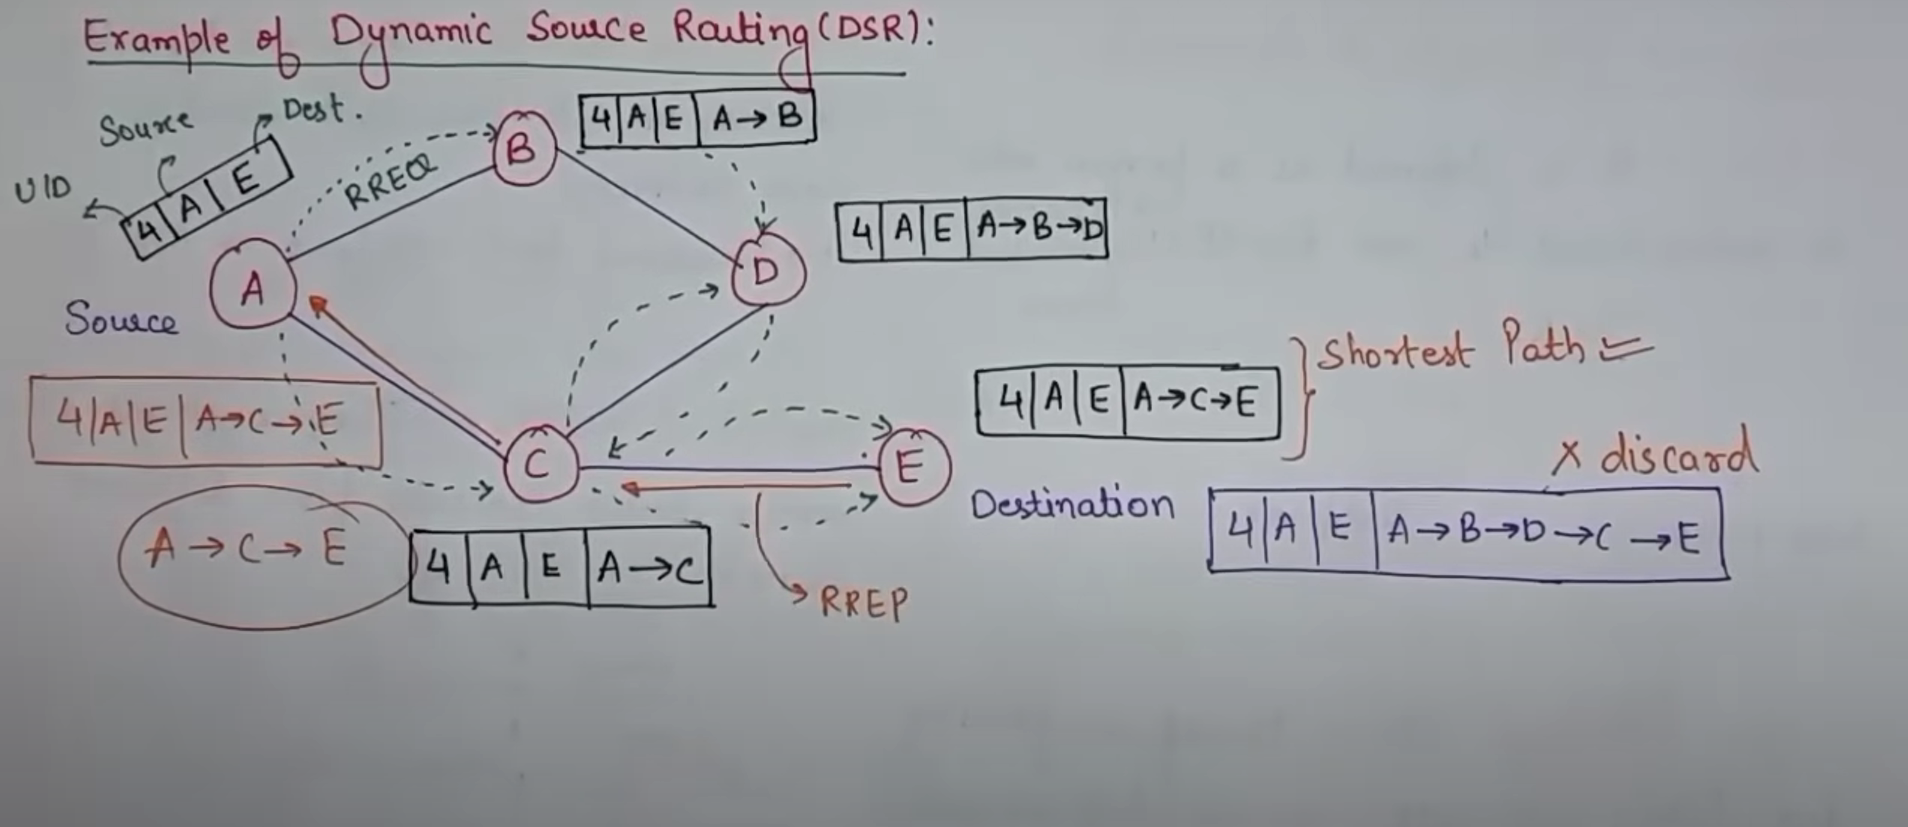 Example of Dynamic Source Routing (DSR):
Source
Dest.
UID
4|A|E
RREQ
B
4|A|E|A→B
4|A|E|A→B→D
A
D
Source
4|A|E|A→C→E
Shortest Path
4|A|E|A→C→E
C
E
X discard
Destination
4|A|E|A→B→D→C→E
A→C→E
4|A|E|A→C
RREP